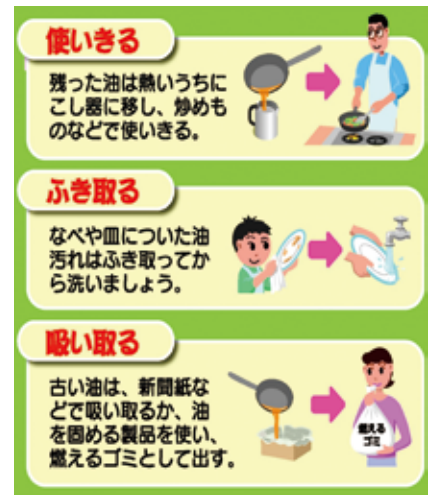 使いきる
残った油は熱いうちに
こし器に移し、炒めも
のなどで使いきる。
ふき取る
なべや皿についた油
汚れはふき取ってか
ら洗いましょう。
吸い取る
古い油は、新聞紙な
どで吸い取るか、油
を固める製品を使い、
燃えるゴミとして出す。
燃える
ゴミ